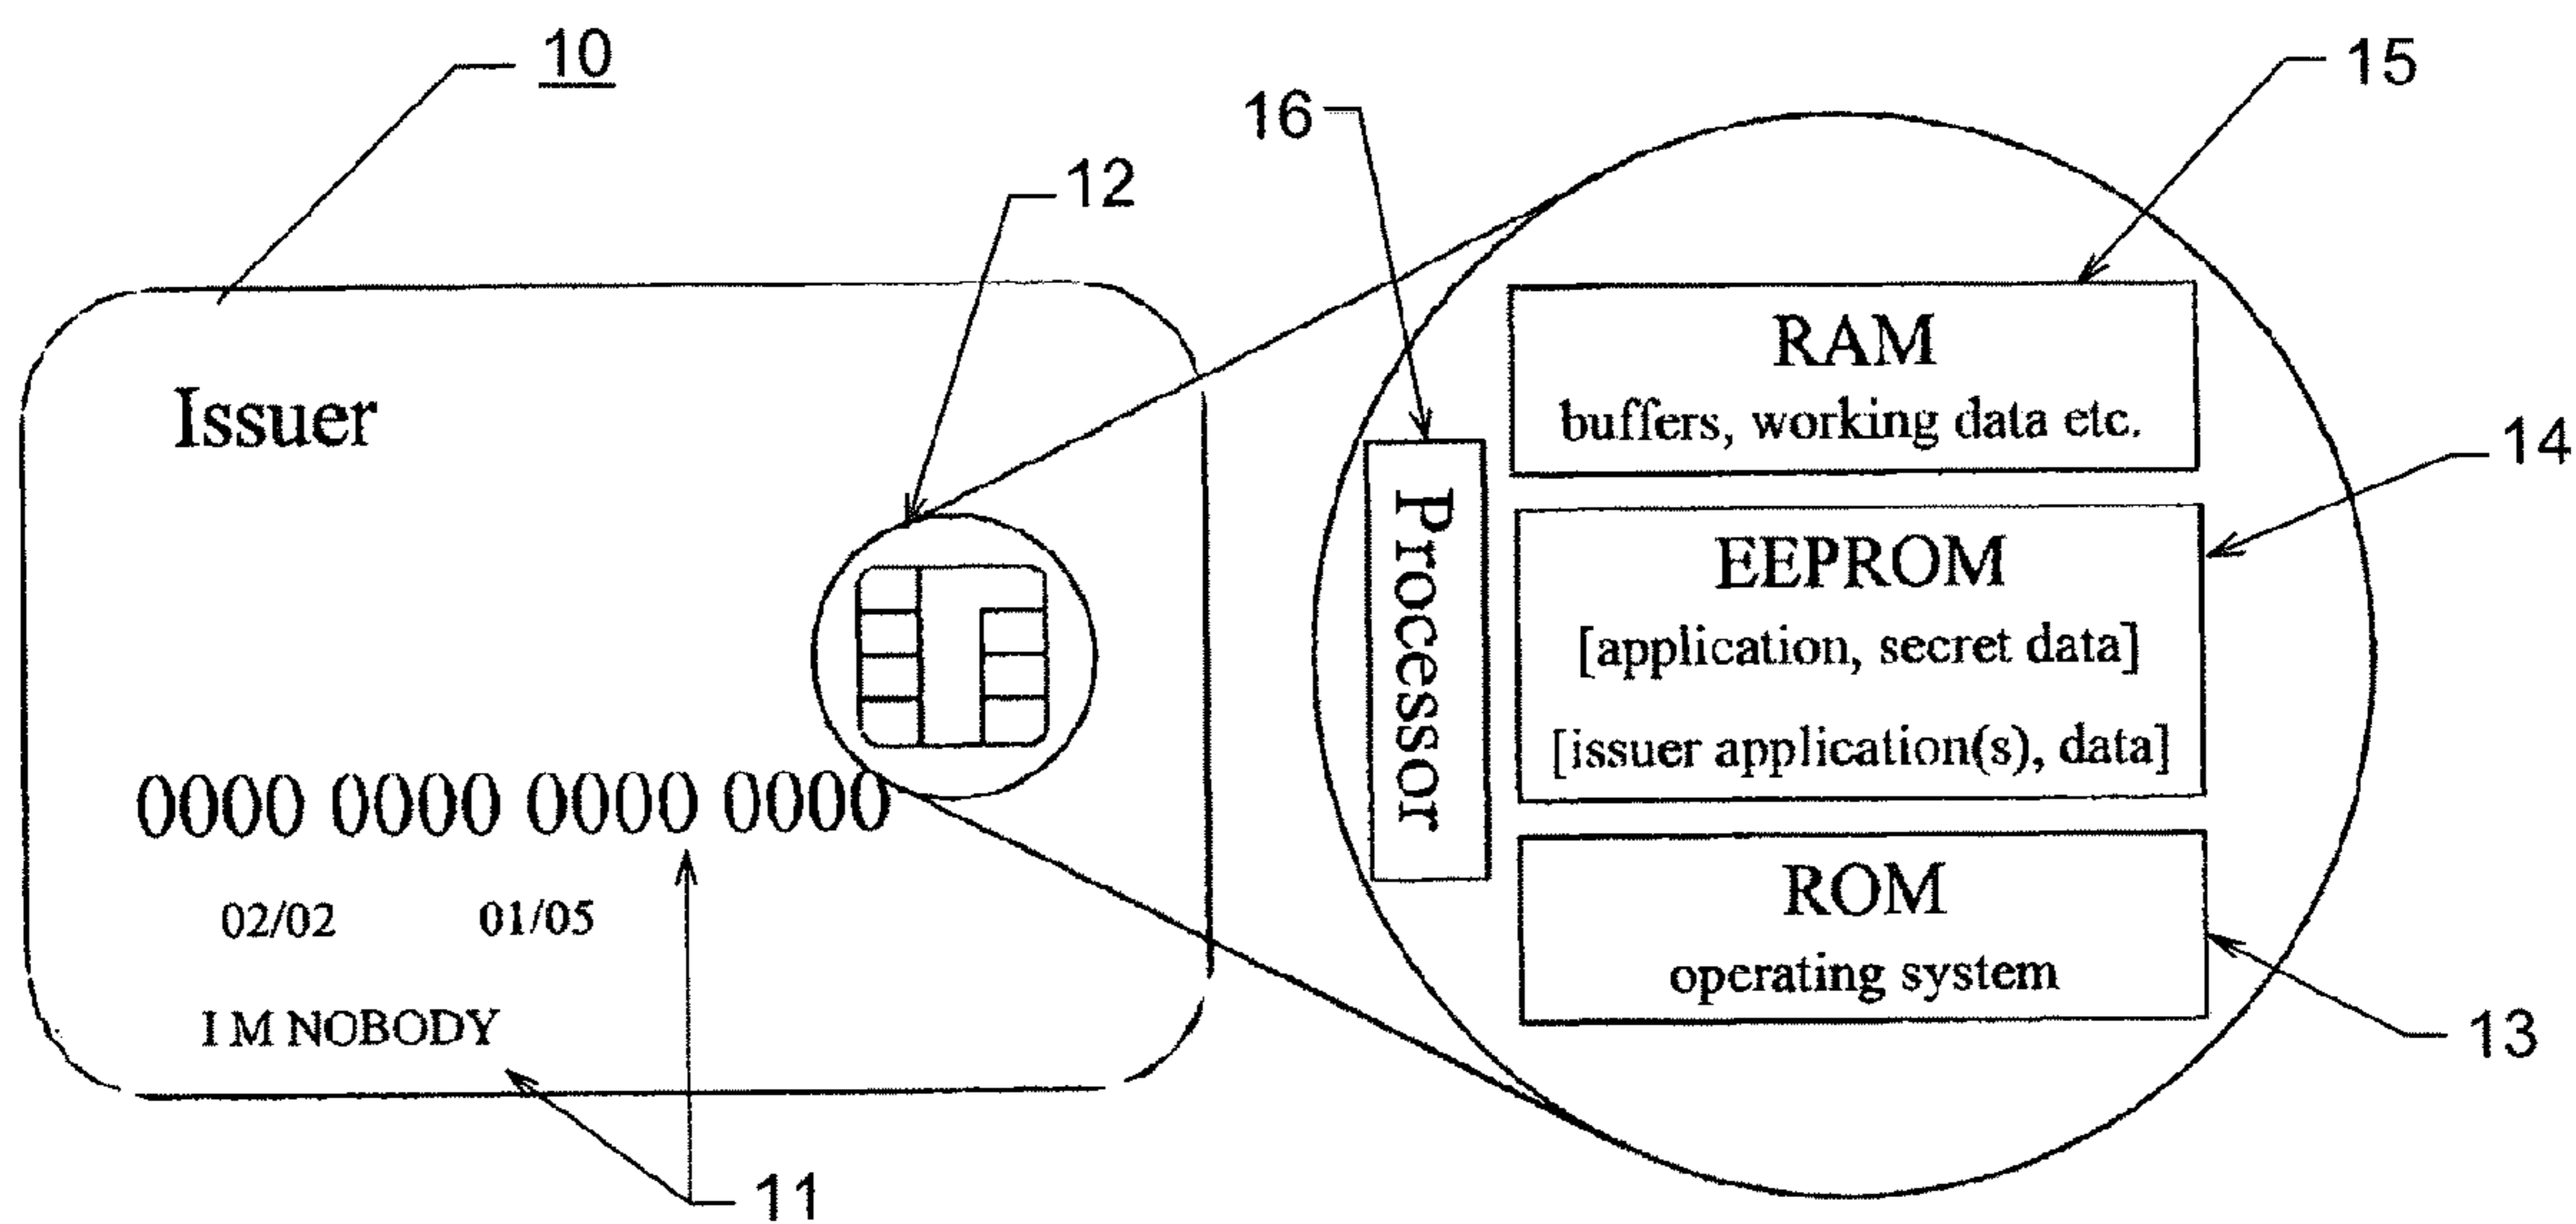 10
15
16
12
RAM
buffers, working data etc.
Issuer
14
Processor
EEPROM
[application, secret data]
[issuer application(s), data]
0000 0000 0000 0000
ROM
02/02 01/05
operating system
I M NOBODY
13
11